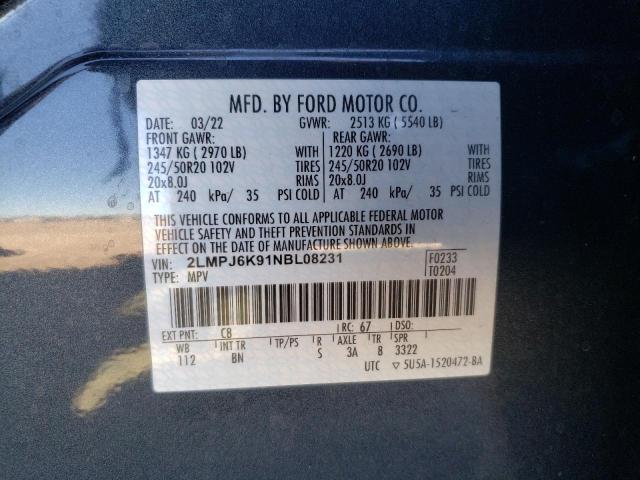 MFD. BY FORD MOTOR CO.
DATE: 03/22 GVWR: 2513 KG ( 5540 LB)
FRONT GAWR: REAR GAWR:
1347 KG ( 2970 LB) WITH 1220 KG ( 2690 LB) WITH
245/50R20 102V TIRES 245/50R20 102V TIRES
20x8.0J RIMS 20x8.0J RIMS
AT 240 kPa/ 35 PSI COLD AT 240 kPa/ 35 PSI COLD
THIS VEHICLE CONFORMS TO ALL APPLICABLE FEDERAL MOTOR
VEHICLE SAFETY AND THEFT PREVENTION STANDARDS IN
EFFECT ON THE DATE OF MANUFACTURE SHOWN ABOVE.
VIN: 2LMPJ6K91NBL08231 F0233
TYPE: MPV T0204
EXT PNT: C8 RC: 67 DSO:
WB INT TR TP/PS R AXLE TR SPR
112 BN S 3A 8 3322
UTC ▽ 5U5A-1520472-BA